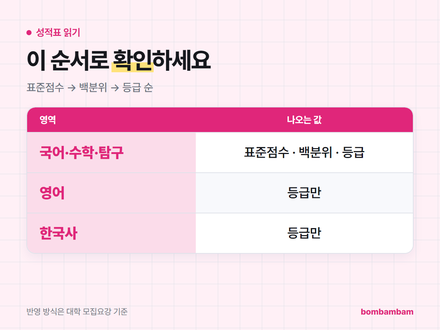 성적표 읽기
이 순서로 확인하세요
표준점수 → 백분위 → 등급 순
영역 나오는 값
국어·수학·탐구 표준점수 · 백분위 · 등급
영어 등급만
한국사 등급만
반영 방식은 대학 모집요강 기준 bombambam